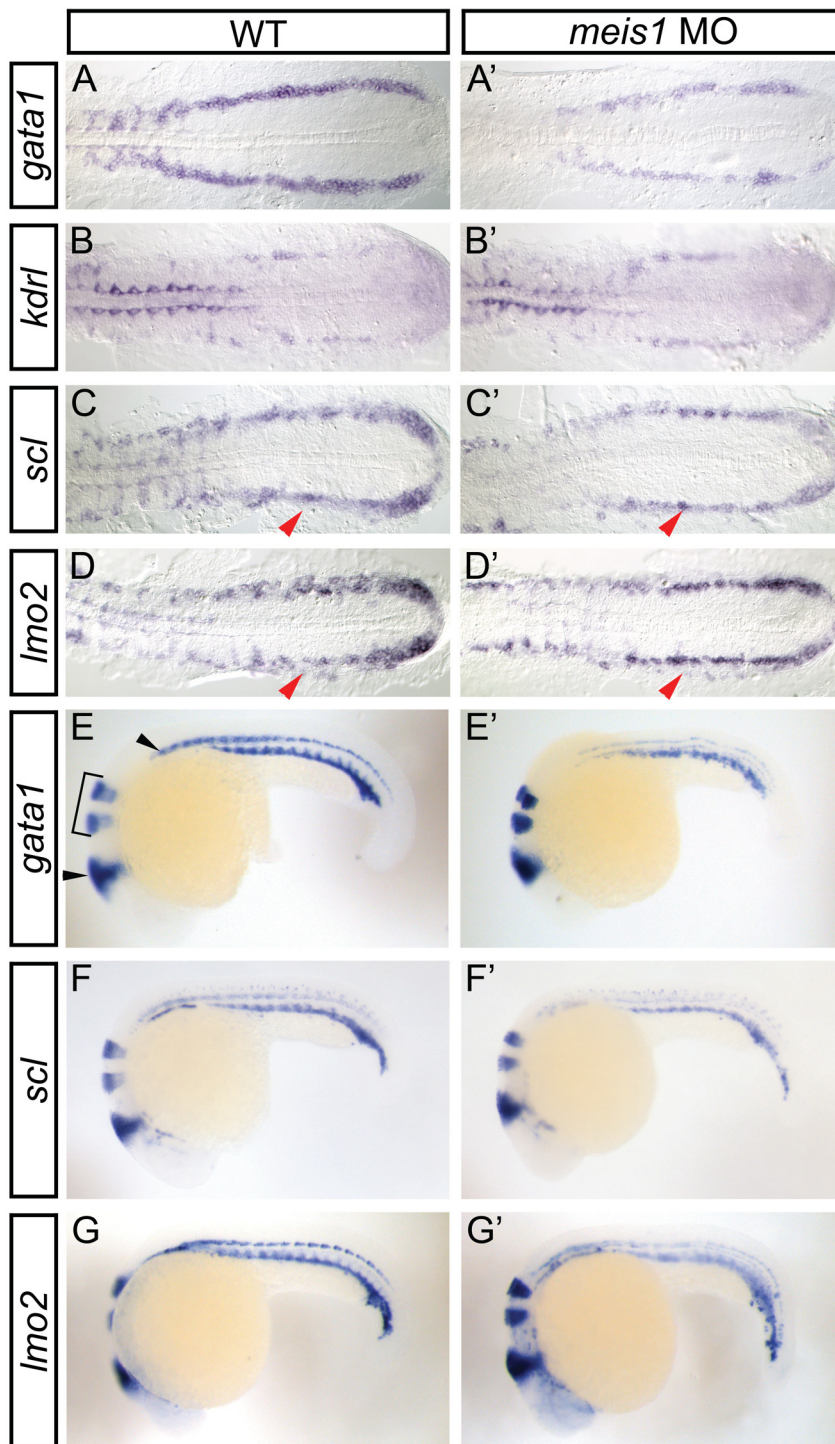 WT
meis1 MO
gata1
A
A’
kdrl
B
B’
scl
C
C’
lmo2
D
D’
gata1
E
E’
scl
F
F’
lmo2
G
G’